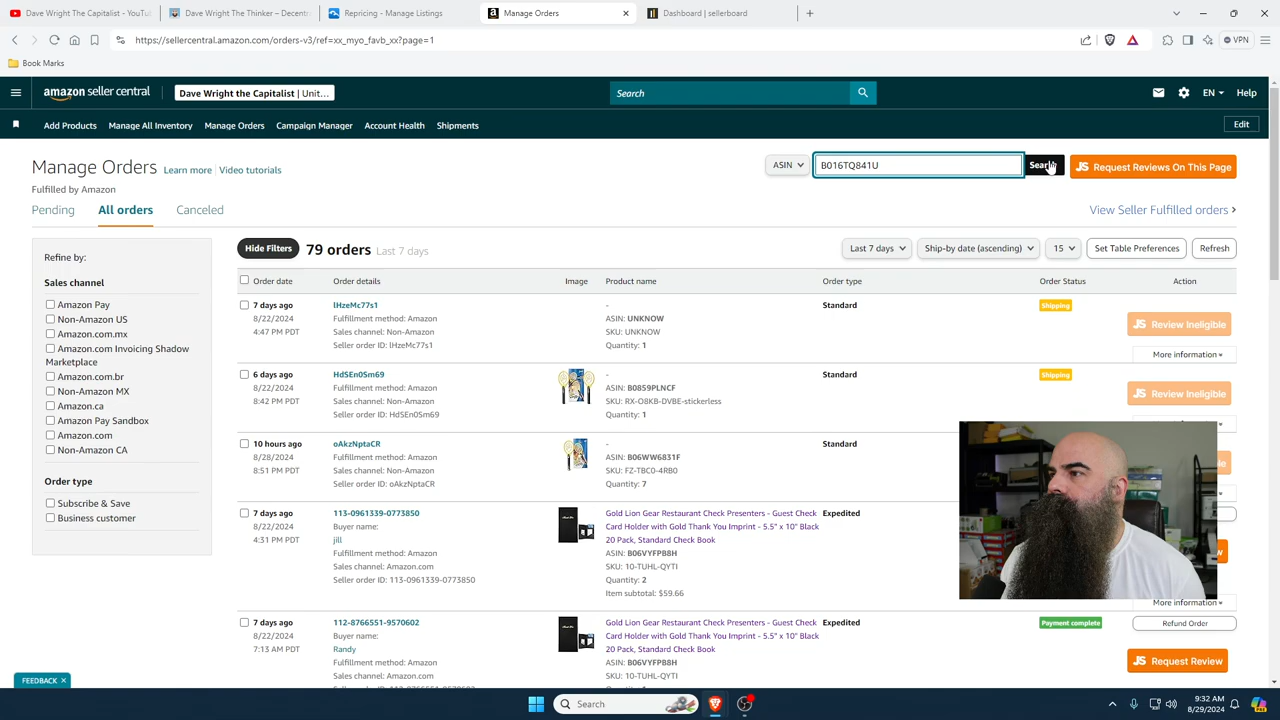 Dave Wright The Capitalist - YouTu
Dave Wright The Thinker – Decentr
Repricing - Manage Listings
Manage Orders
Dashboard | sellerboard
https://sellercentral.amazon.com/orders-v3/ref=xx_myo_favb_xx?page=1
VPN
Book Marks
amazon seller central
Dave Wright the Capitalist | Unit...
Search
EN
Help
Add Products
Manage All Inventory
Manage Orders
Campaign Manager
Account Health
Shipments
Edit
Manage Orders
Learn more
Video tutorials
ASIN
B016TQ841U
Search
JS Request Reviews On This Page
Fulfilled by Amazon
Pending
All orders
Canceled
View Seller Fulfilled orders
Refine by:
Sales channel
Amazon Pay
Non-Amazon US
Amazon.com.mx
Amazon.com Invoicing Shadow
Marketplace
Amazon.com.br
Non-Amazon MX
Amazon.ca
Amazon Pay Sandbox
Amazon.com
Non-Amazon CA
Order type
Subscribe & Save
Business customer
Hide Filters
79 orders Last 7 days
Last 7 days
Ship-by date (ascending)
15
Set Table Preferences
Refresh
Order date
Order details
Image
Product name
Order type
Order Status
Action
7 days ago
8/22/2024
4:47 PM PDT
lHzeMc77s1
Fulfillment method: Amazon
Sales channel: Non-Amazon
Seller order ID: lHzeMc77s1
-
ASIN: UNKNOW
SKU: UNKNOW
Quantity: 1
Standard
Shipping
JS Review Ineligible
More information »
6 days ago
8/22/2024
8:42 PM PDT
HdSEn0Sm69
Fulfillment method: Amazon
Sales channel: Non-Amazon
Seller order ID: HdSEn0Sm69
-
ASIN: B0859PLNCF
SKU: RX-O8KB-DVBE-stickerless
Quantity: 1
Standard
Shipping
JS Review Ineligible
10 hours ago
8/28/2024
8:51 PM PDT
oAkzNptaCR
Fulfillment method: Amazon
Sales channel: Non-Amazon
Seller order ID: oAkzNptaCR
-
ASIN: B06WW6831F
SKU: FZ-TBC0-4RB0
Quantity: 7
Standard
7 days ago
8/22/2024
4:31 PM PDT
113-0961339-0773850
Buyer name:
jill
Fulfillment method: Amazon
Sales channel: Amazon.com
Seller order ID: 113-0961339-0773850
Gold Lion Gear Restaurant Check Presenters - Guest Check
Card Holder with Gold Thank You Imprint - 5.5" x 10" Black
20 Pack, Standard Check Book
ASIN: B06VYFPB8H
SKU: 10-TUHL-QYTI
Quantity: 2
Item subtotal: $59.66
Expedited
More information »
7 days ago
8/22/2024
7:13 AM PDT
112-8766551-9570602
Buyer name:
Randy
Fulfillment method: Amazon
Sales channel: Amazon.com
Gold Lion Gear Restaurant Check Presenters - Guest Check
Card Holder with Gold Thank You Imprint - 5.5" x 10" Black
20 Pack, Standard Check Book
ASIN: B06VYFPB8H
SKU: 10-TUHL-QYTI
Expedited
Payment complete
Refund Order
JS Request Review
FEEDBACK
Search
9:32 AM
8/29/2024